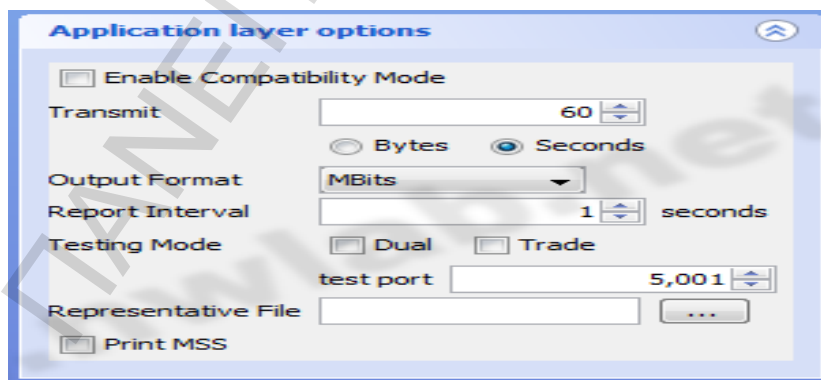 Application layer options
Enable Compatibility Mode
Transmit 60
Bytes Seconds
Output Format MBits
Report Interval 1 seconds
Testing Mode Dual Trade
test port 5,001
Representative File ...
Print MSS